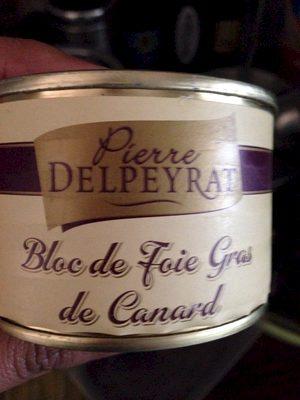 Pierre
DELPEYRAT
Bloc de Foie Gras
de Canard